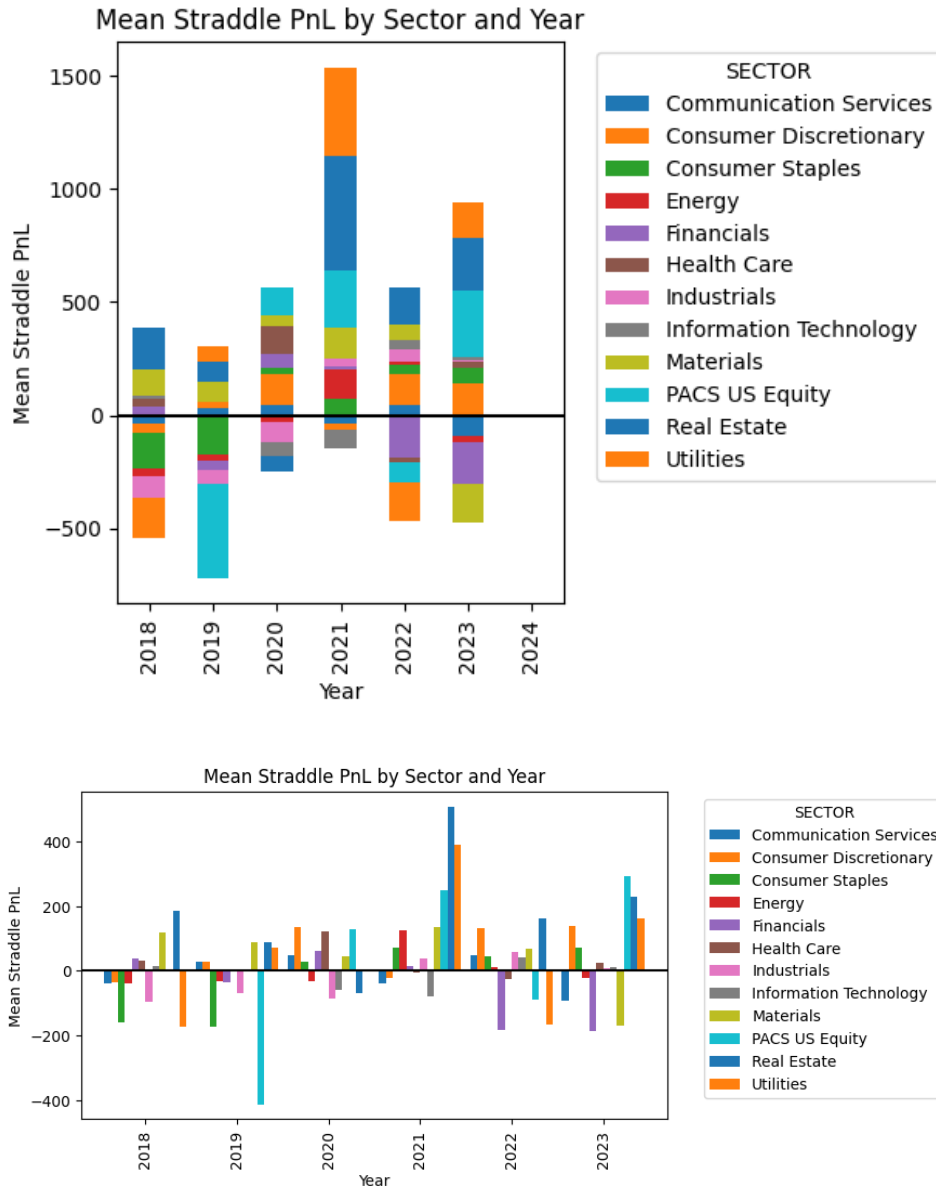 Mean Straddle PnL by Sector and Year
1500
1000
500
0
−500
Mean Straddle PnL
2018
2019
2020
2021
2022
2023
2024
Year
SECTOR
Communication Services
Consumer Discretionary
Consumer Staples
Energy
Financials
Health Care
Industrials
Information Technology
Materials
PACS US Equity
Real Estate
Utilities
Mean Straddle PnL by Sector and Year
400
200
0
−200
−400
Mean Straddle PnL
2018
2019
2020
2021
2022
2023
Year
SECTOR
Communication Services
Consumer Discretionary
Consumer Staples
Energy
Financials
Health Care
Industrials
Information Technology
Materials
PACS US Equity
Real Estate
Utilities